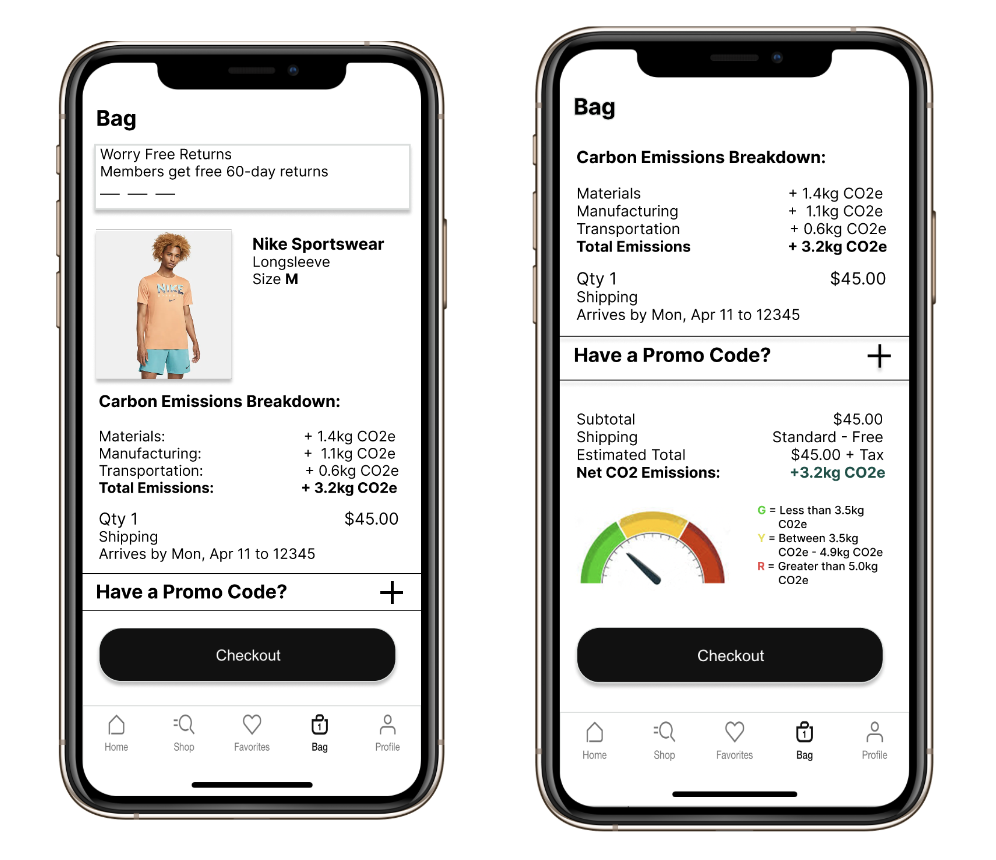 Bag
Worry Free Returns
Members get free 60-day returns
NIKE
Nike Sportswear
Longsleeve
Size M
Carbon Emissions Breakdown:
Materials: + 1.4kg CO2e
Manufacturing: + 1.1kg CO2e
Transportation: + 0.6kg CO2e
Total Emissions: + 3.2kg CO2e
Qty 1 $45.00
Shipping
Arrives by Mon, Apr 11 to 12345
Have a Promo Code? +
Checkout
1
Home Shop Favorites Bag Profile
Bag
Carbon Emissions Breakdown:
Materials + 1.4kg CO2e
Manufacturing + 1.1kg CO2e
Transportation + 0.6kg CO2e
Total Emissions + 3.2kg CO2e
Qty 1 $45.00
Shipping
Arrives by Mon, Apr 11 to 12345
Have a Promo Code? +
Subtotal $45.00
Shipping Standard - Free
Estimated Total $45.00 + Tax
Net CO2 Emissions: +3.2kg CO2e
G = Less than 3.5kg
C02e
Y = Between 3.5kg
CO2e - 4.9kg CO2e
R = Greater than 5.0kg
CO2e
Checkout
1
Home Shop Favorites Bag Profile